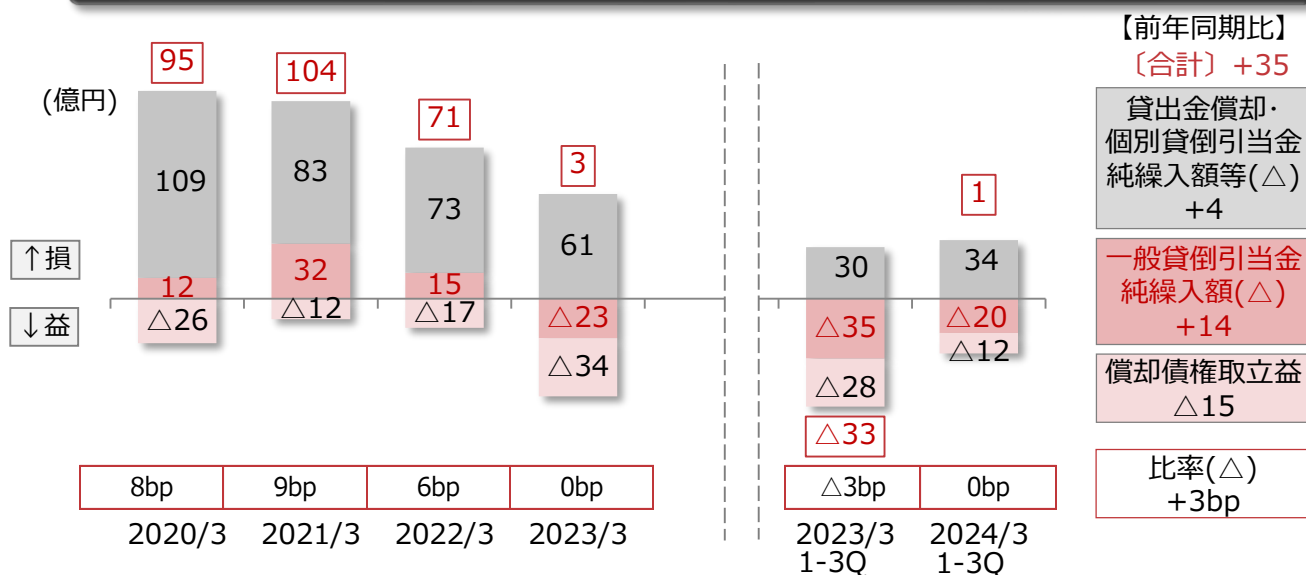 (億円)
↑損
↓益
95
109
12
△26
104
83
32
△12
71
73
15
△17
3
61
△23
△34
30
△35
△28
△33
1
34
△20
△12
8bp
9bp
6bp
0bp
△3bp
0bp
2020/3
2021/3
2022/3
2023/3
2023/3
1-3Q
2024/3
1-3Q
【前年同期比】
〔合計〕+35
貸出金償却・
個別貸倒引当金
純繰入額等(△)
+4
一般貸倒引当金
純繰入額(△)
+14
償却債権取立益
△15
比率(△)
+3bp